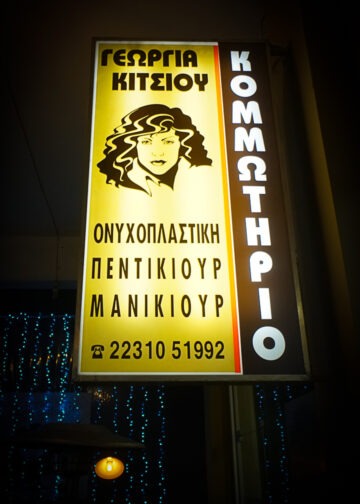 ΓΕΩΡΓΙΑ
ΚΙΤΣΙΟΥ
ΟΝΥΧΟΠΛΑΣΤΙΚΗ
ΠΕΝΤΙΚΙΟΥΡ
ΜΑΝΙΚΙΟΥΡ
☎ 22310 51992
ΚΟΜΜΩΤΗΡΙΟ